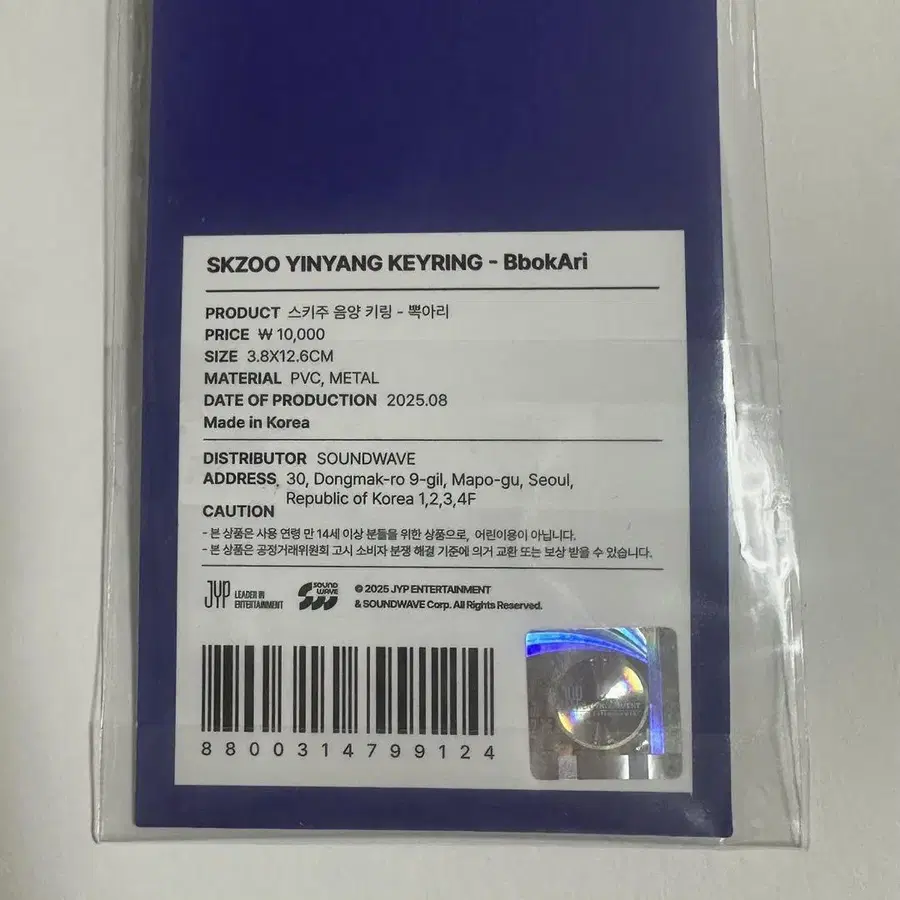 SKZOO YINYANG KEYRING - BbokAri
PRODUCT 스키주 음양 키링 - 뽁아리
PRICE ₩ 10,000
SIZE 3.8X12.6CM
MATERIAL PVC, METAL
DATE OF PRODUCTION 2025.08
Made in Korea
DISTRIBUTOR SOUNDWAVE
ADDRESS. 30, Dongmak-ro 9-gil, Mapo-gu, Seoul,
Republic of Korea 1,2,3,4F
CAUTION
- 본 상품은 사용 연령 만 14세 이상 분들을 위한 상품으로, 어린이용이 아닙니다.
- 본 상품은 공정거래위원회 고시 소비자 분쟁 해결 기준에 의거 교환 또는 보상 받을 수 있습니다.
JYP LEADER IN ENTERTAINMENT
SOUND WAVE
© 2025 JYP ENTERTAINMENT
& SOUNDWAVE Corp. All Rights Reserved.
8800314799124